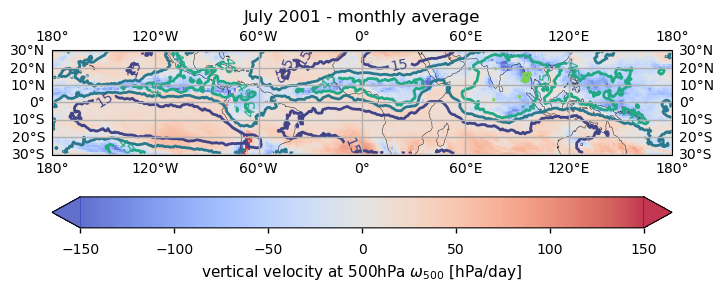 July 2001 - monthly average
180° 120°W 60°W 0° 60°E 120°E 180°
30°N 30°N
20°N 20°N
10°N 10°N
0° 0°
10°S 10°S
20°S 20°S
30°S 30°S
15
15
15
180° 120°W 60°W 0° 60°E 120°E 180°
−150 −100 −50 0 50 100 150
vertical velocity at 500hPa ω500 [hPa/day]